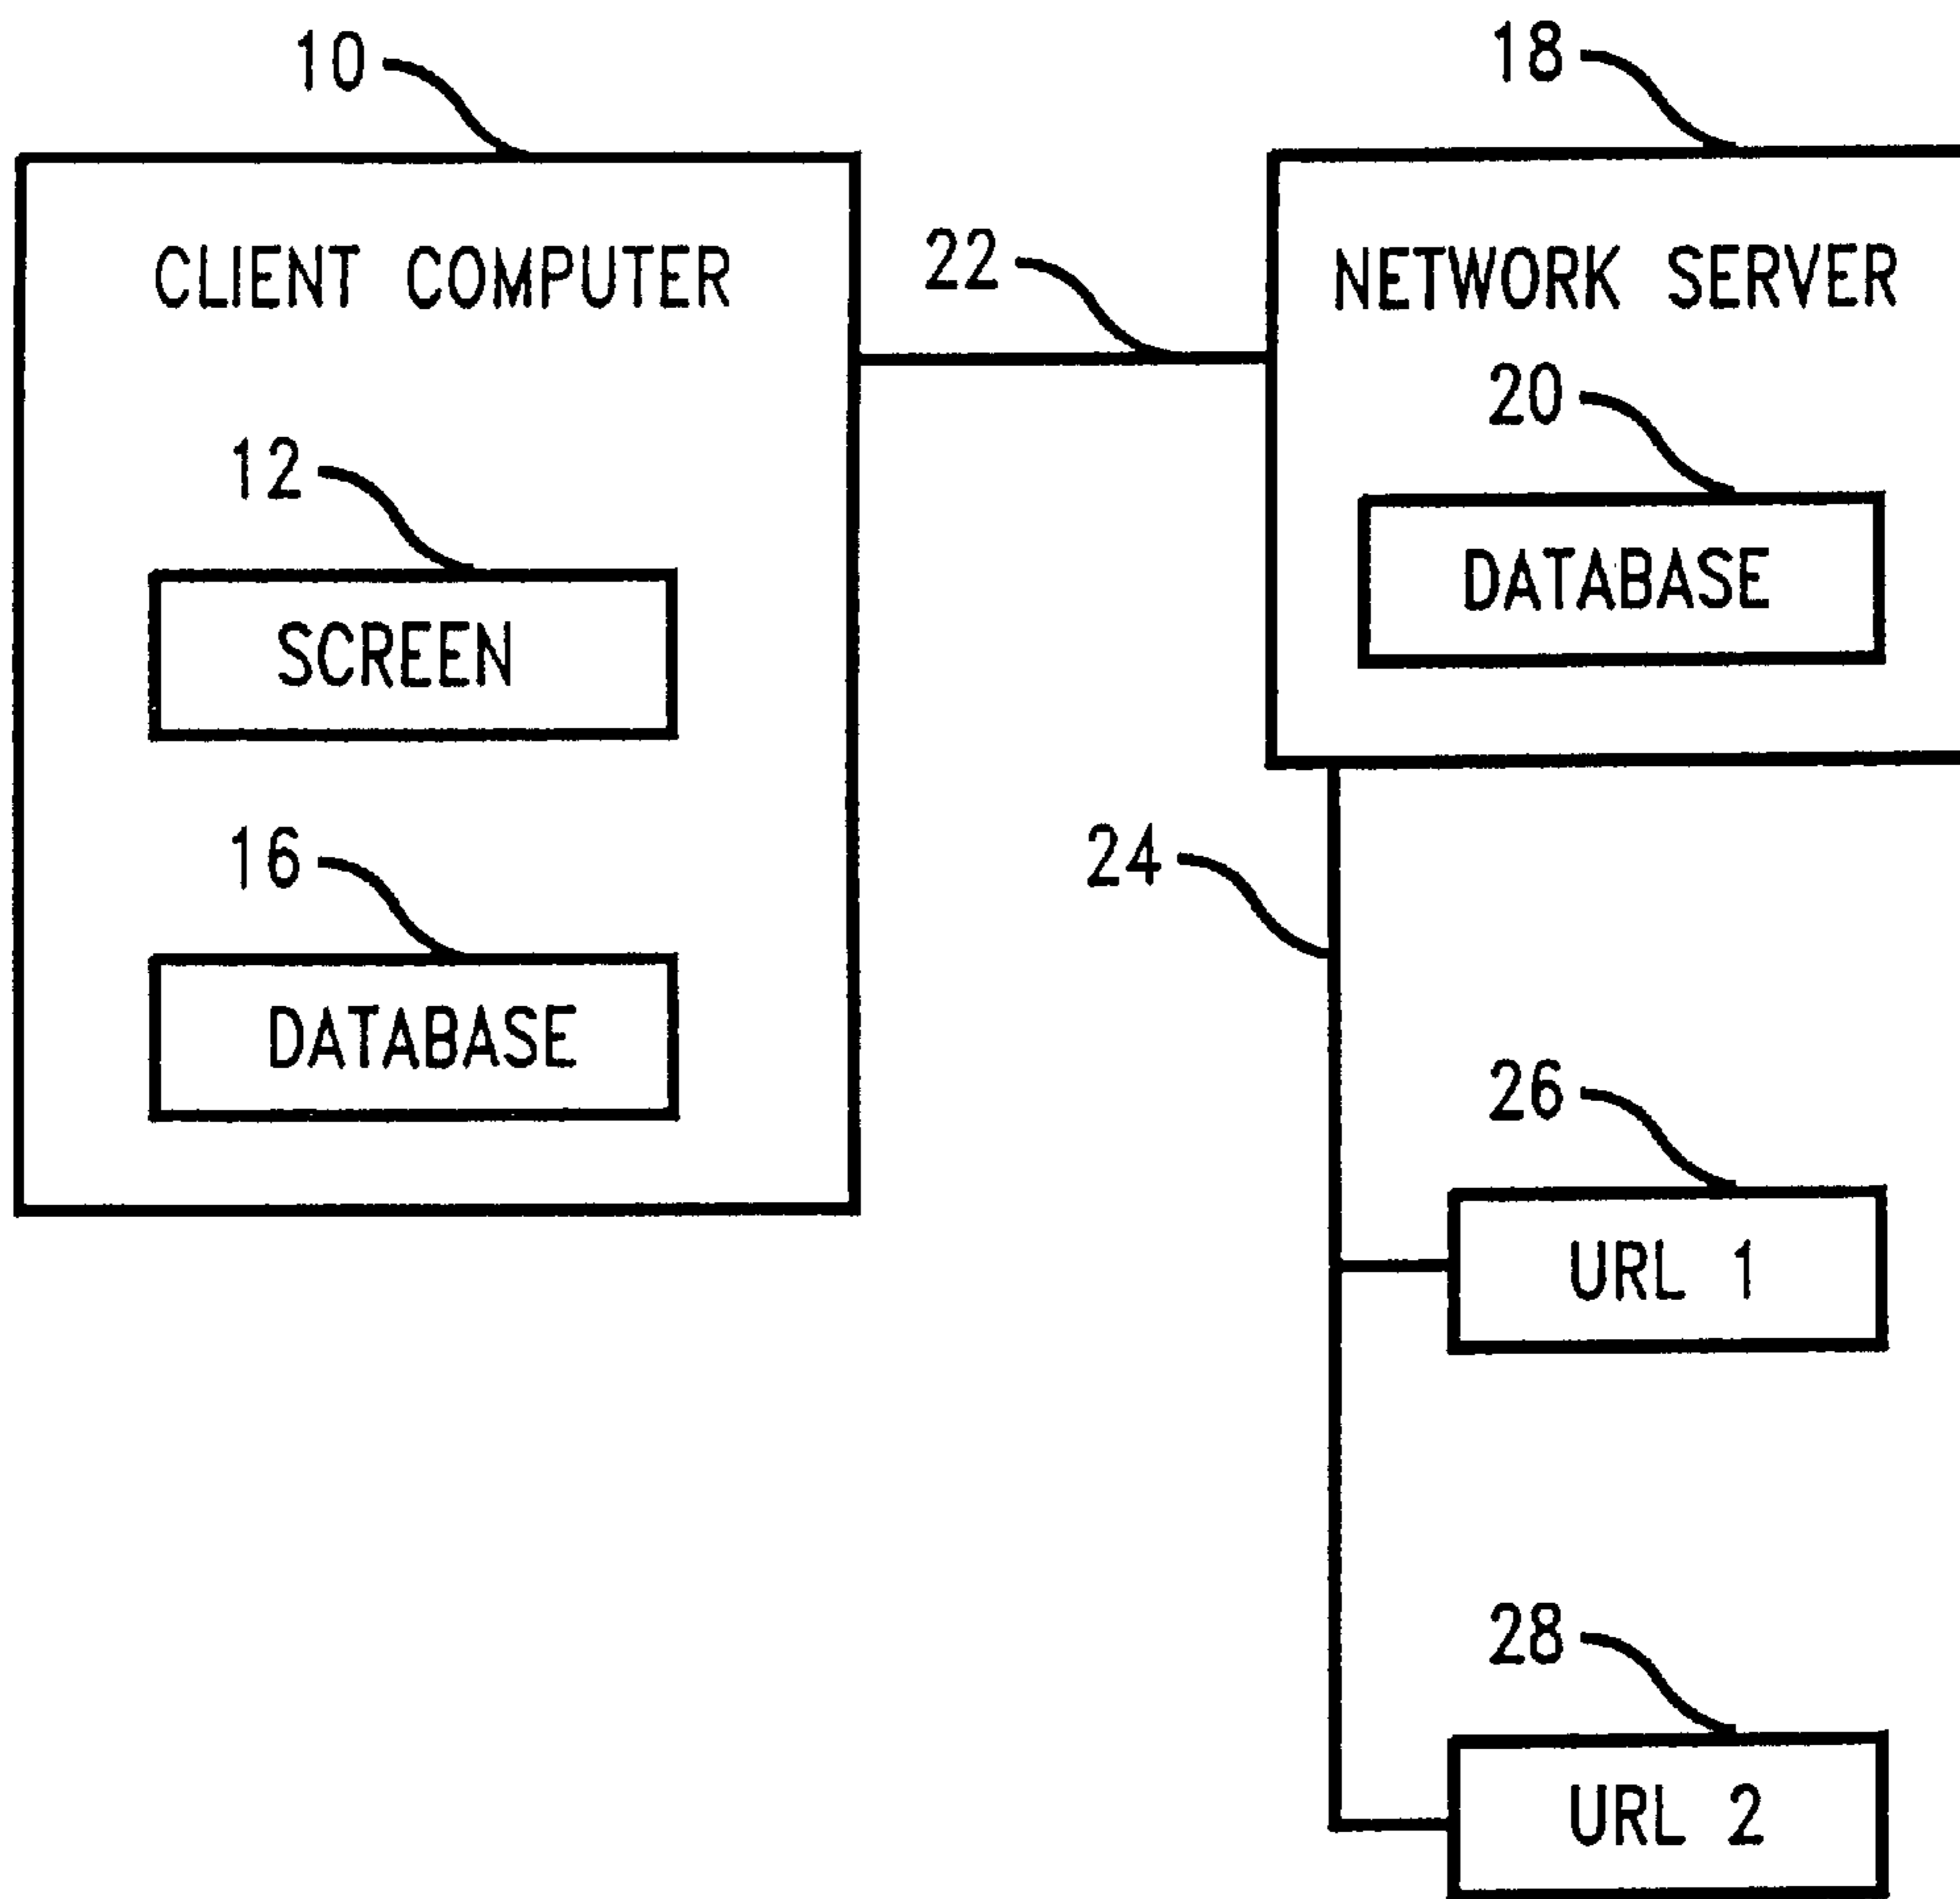 10
CLIENT COMPUTER
12
SCREEN
16
DATABASE
22
18
NETWORK SERVER
20
DATABASE
24
26
URL 1
28
URL 2